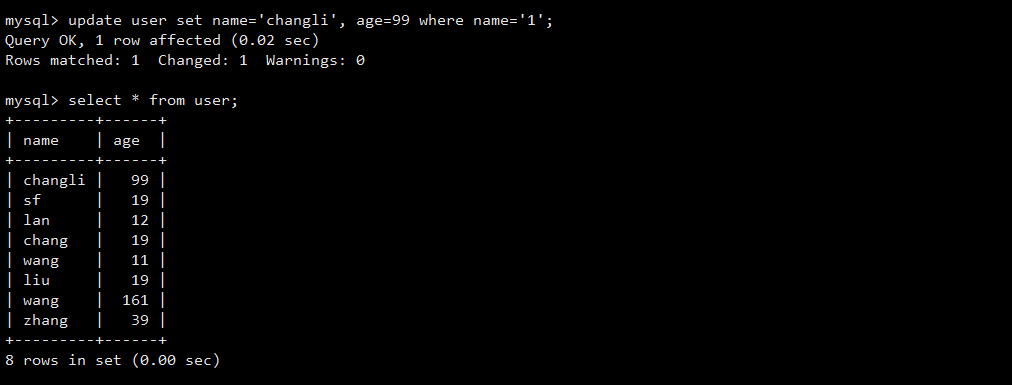 mysql> update user set name='changli', age=99 where name='1';
Query OK, 1 row affected (0.02 sec)
Rows matched: 1  Changed: 1  Warnings: 0

mysql> select * from user;
+---------+------+
| name    | age  |
+---------+------+
| changli |   99 |
| sf      |   19 |
| lan     |   12 |
| chang   |   19 |
| wang    |   11 |
| liu     |   19 |
| wang    |  161 |
| zhang   |   39 |
+---------+------+
8 rows in set (0.00 sec)